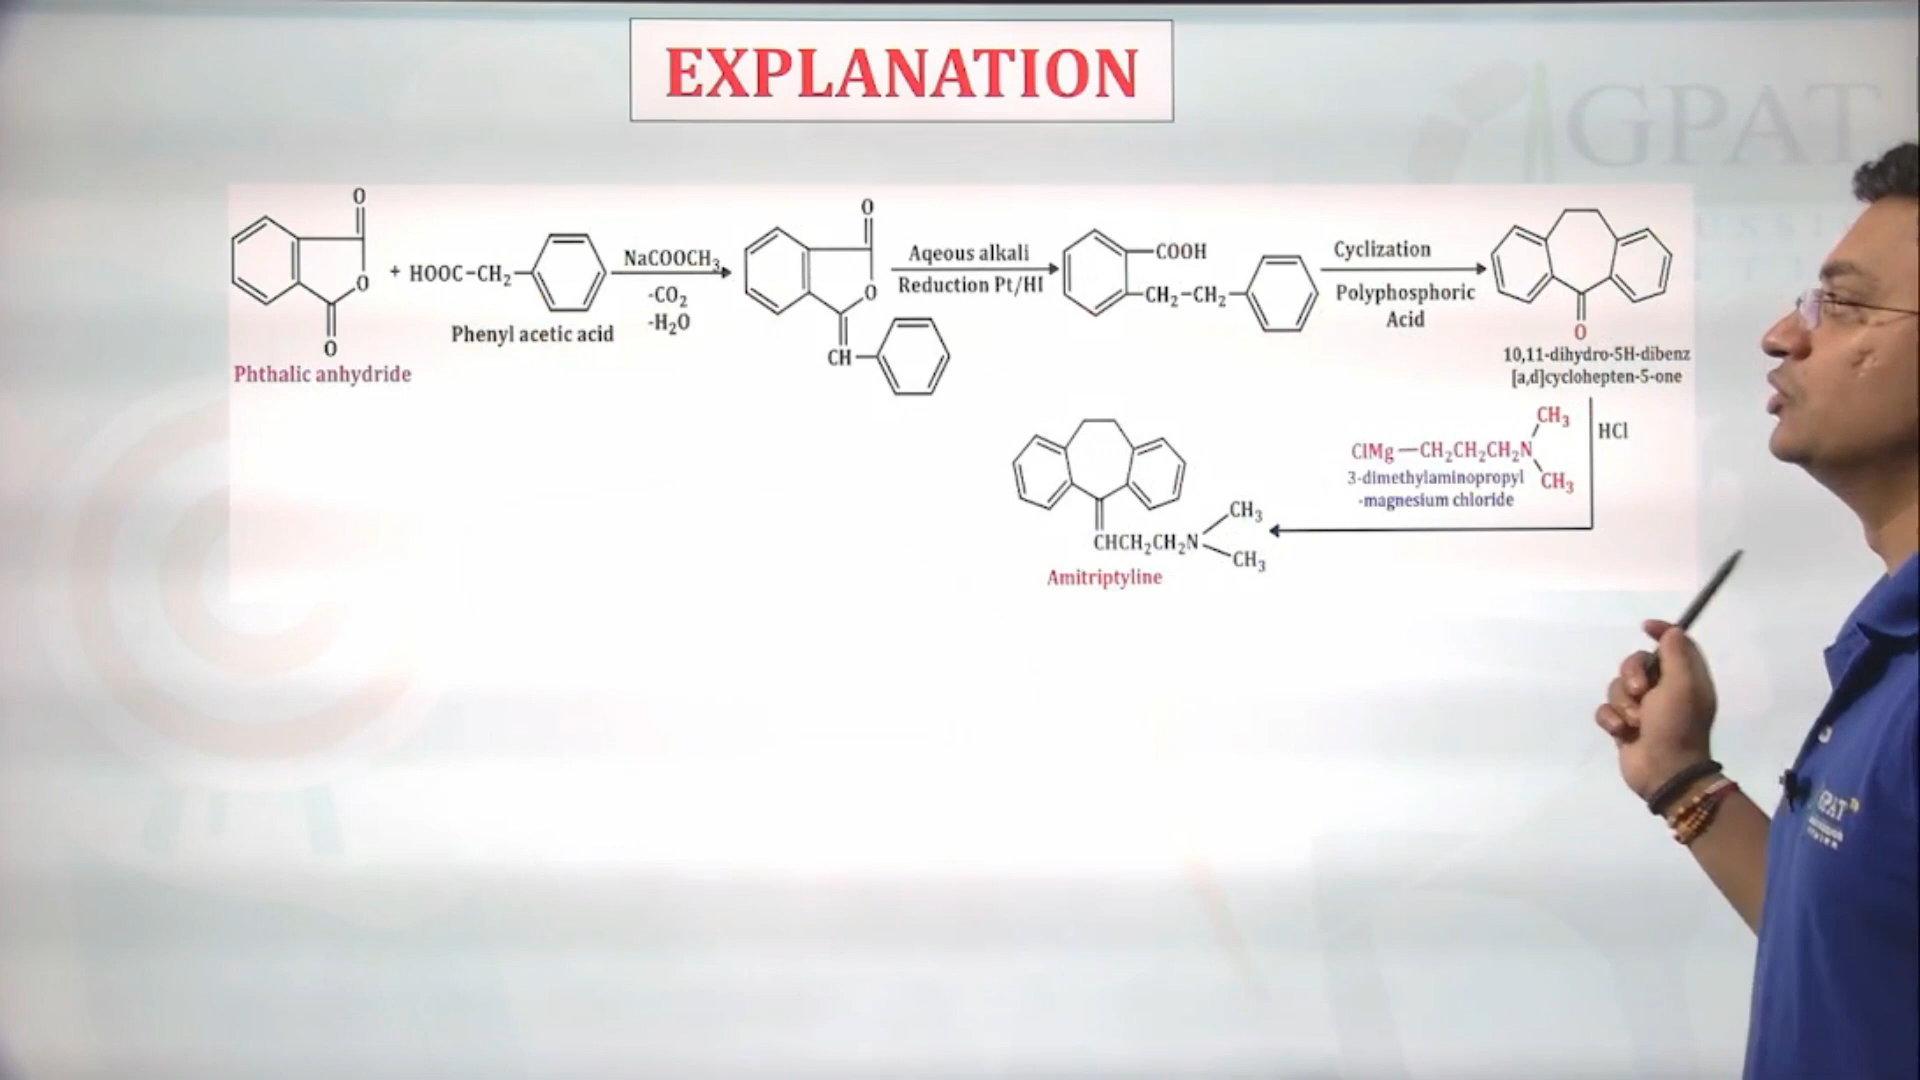 EXPLANATION
GPAT
O
O
O
+ HOOC-CH2
Phthalic anhydride
Phenyl acetic acid
NaCOOCH3
-CO2
-H2O
O
O
CH
Aqeous alkali
Reduction Pt/HI
COOH
CH2-CH2
Cyclization
Polyphosphoric
Acid
O
10,11-dihydro-5H-dibenz
[a,d]cyclohepten-5-one
HCl
CH3
ClMg—CH2CH2CH2N
CH3
3-dimethylaminopropyl
-magnesium chloride
CH3
CHCH2CH2N
CH3
Amitriptyline
GPAT